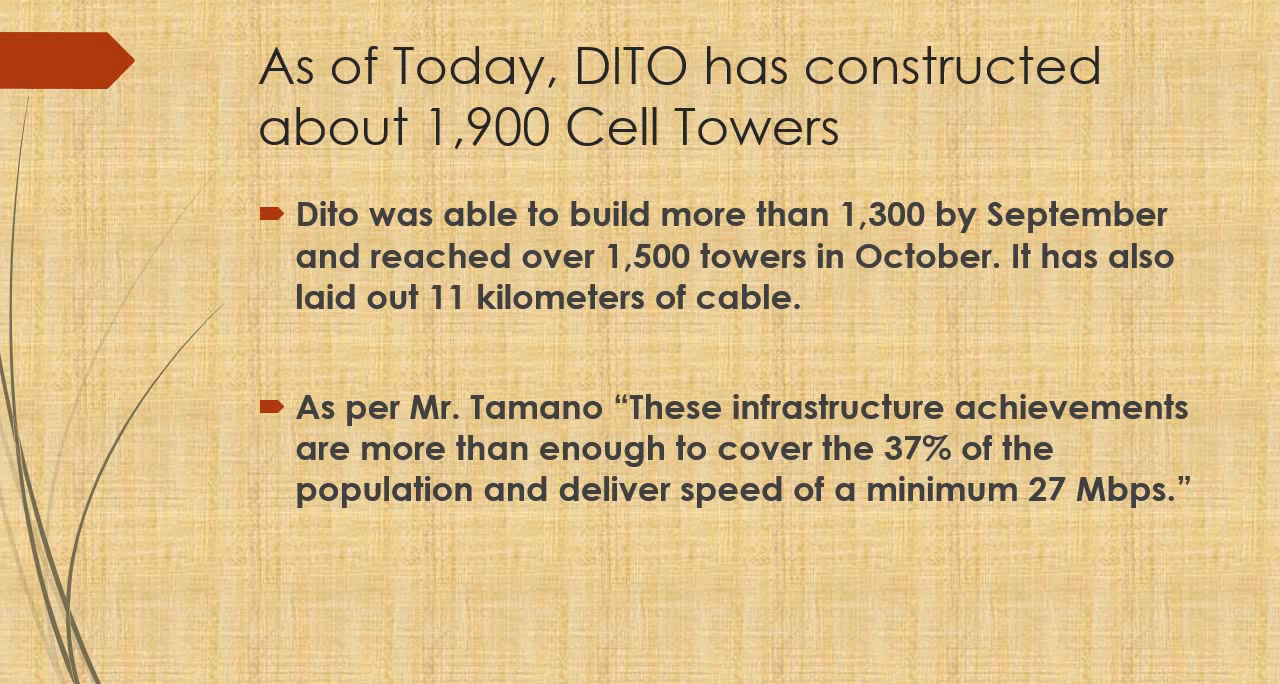 As of Today, DITO has constructed
about 1,900 Cell Towers
Dito was able to build more than 1,300 by September
and reached over 1,500 towers in October. It has also
laid out 11 kilometers of cable.
As per Mr. Tamano “These infrastructure achievements
are more than enough to cover the 37% of the
population and deliver speed of a minimum 27 Mbps.”